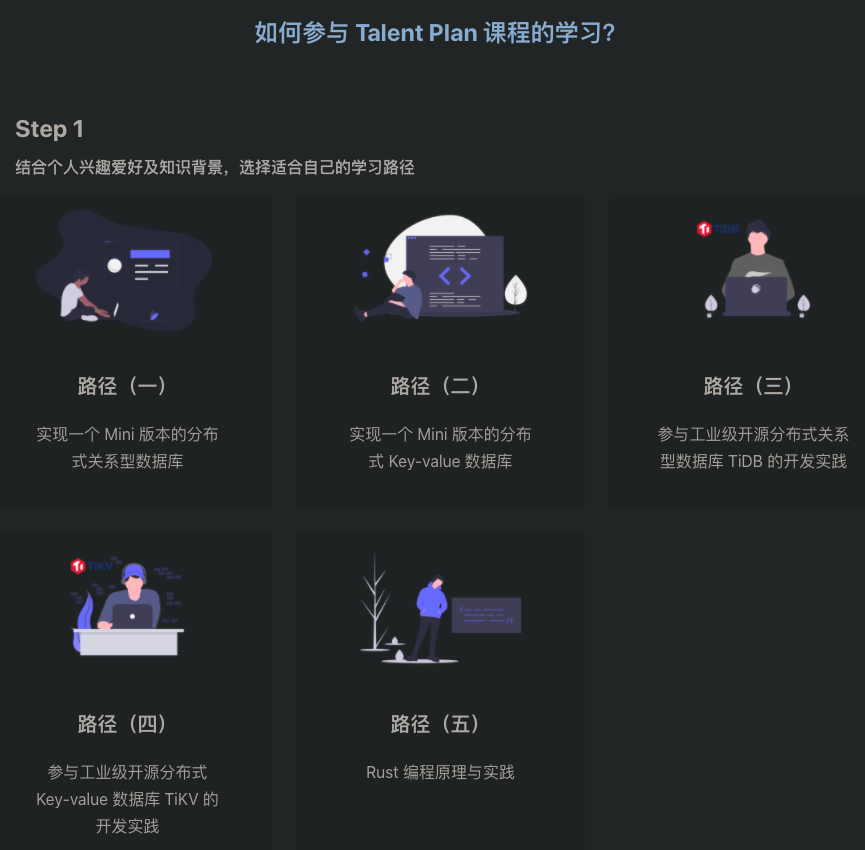 如何参与 Talent Plan 课程的学习?
Step 1
结合个人兴趣爱好及知识背景，选择适合自己的学习路径
TiDB
路径（一）
实现一个 Mini 版本的分布
式关系型数据库
路径（二）
实现一个 Mini 版本的分布
式 Key-value 数据库
路径（三）
参与工业级开源分布式关系
型数据库 TiDB 的开发实践
TiKV
路径（四）
参与工业级开源分布式
Key-value 数据库 TiKV 的
开发实践
路径（五）
Rust 编程原理与实践